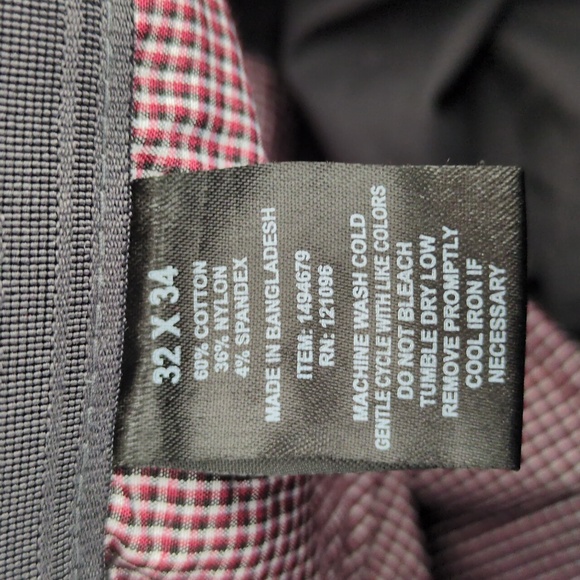 32 X 34
60% COTTON
36% NYLON
4% SPANDEX
MADE IN BANGLADESH
ITEM: 1494679
RN: 121096
MACHINE WASH COLD
GENTLE CYCLE WITH LIKE COLORS
DO NOT BLEACH
TUMBLE DRY LOW
REMOVE PROMPTLY
COOL IRON IF
NECESSARY